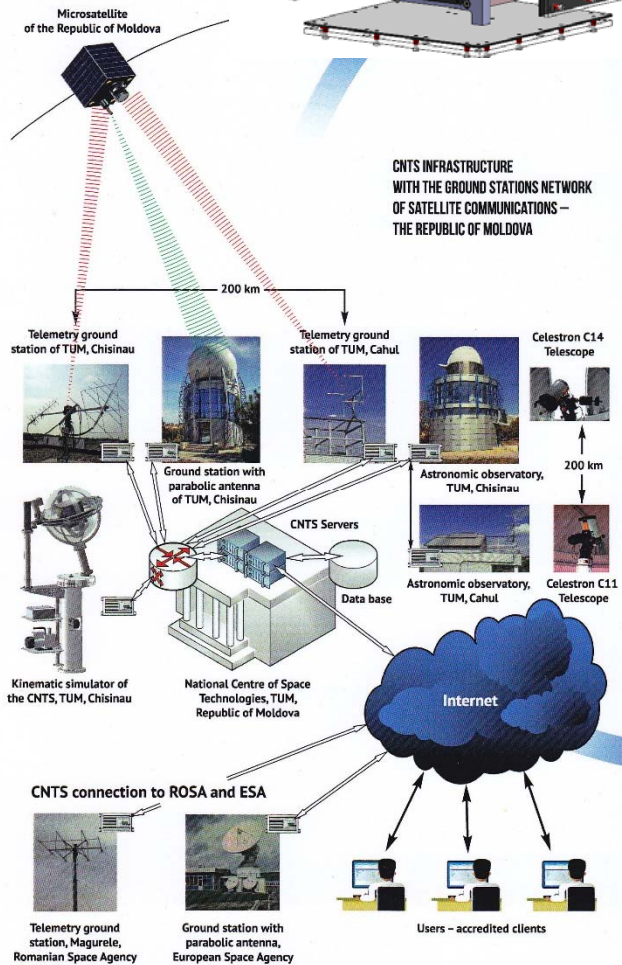 Microsatellite
of the Republic of Moldova
CNTS INFRASTRUCTURE
WITH THE GROUND STATIONS NETWORK
OF SATELLITE COMMUNICATIONS –
THE REPUBLIC OF MOLDOVA
200 km
Telemetry ground
station of TUM, Chisinau
Telemetry ground
station of TUM, Cahul
Celestron C14
Telescope
Ground station with
parabolic antenna
of TUM, Chisinau
Astronomic observatory,
TUM, Chisinau
200 km
CNTS Servers
Data base
Astronomic observatory,
TUM, Cahul
Celestron C11
Telescope
Kinematic simulator of
the CNTS, TUM, Chisinau
National Centre of Space
Technologies, TUM,
Republic of Moldova
Internet
CNTS connection to ROSA and ESA
Telemetry ground
station, Magurele,
Romanian Space Agency
Ground station with
parabolic antenna,
European Space Agency
Users – accredited clients